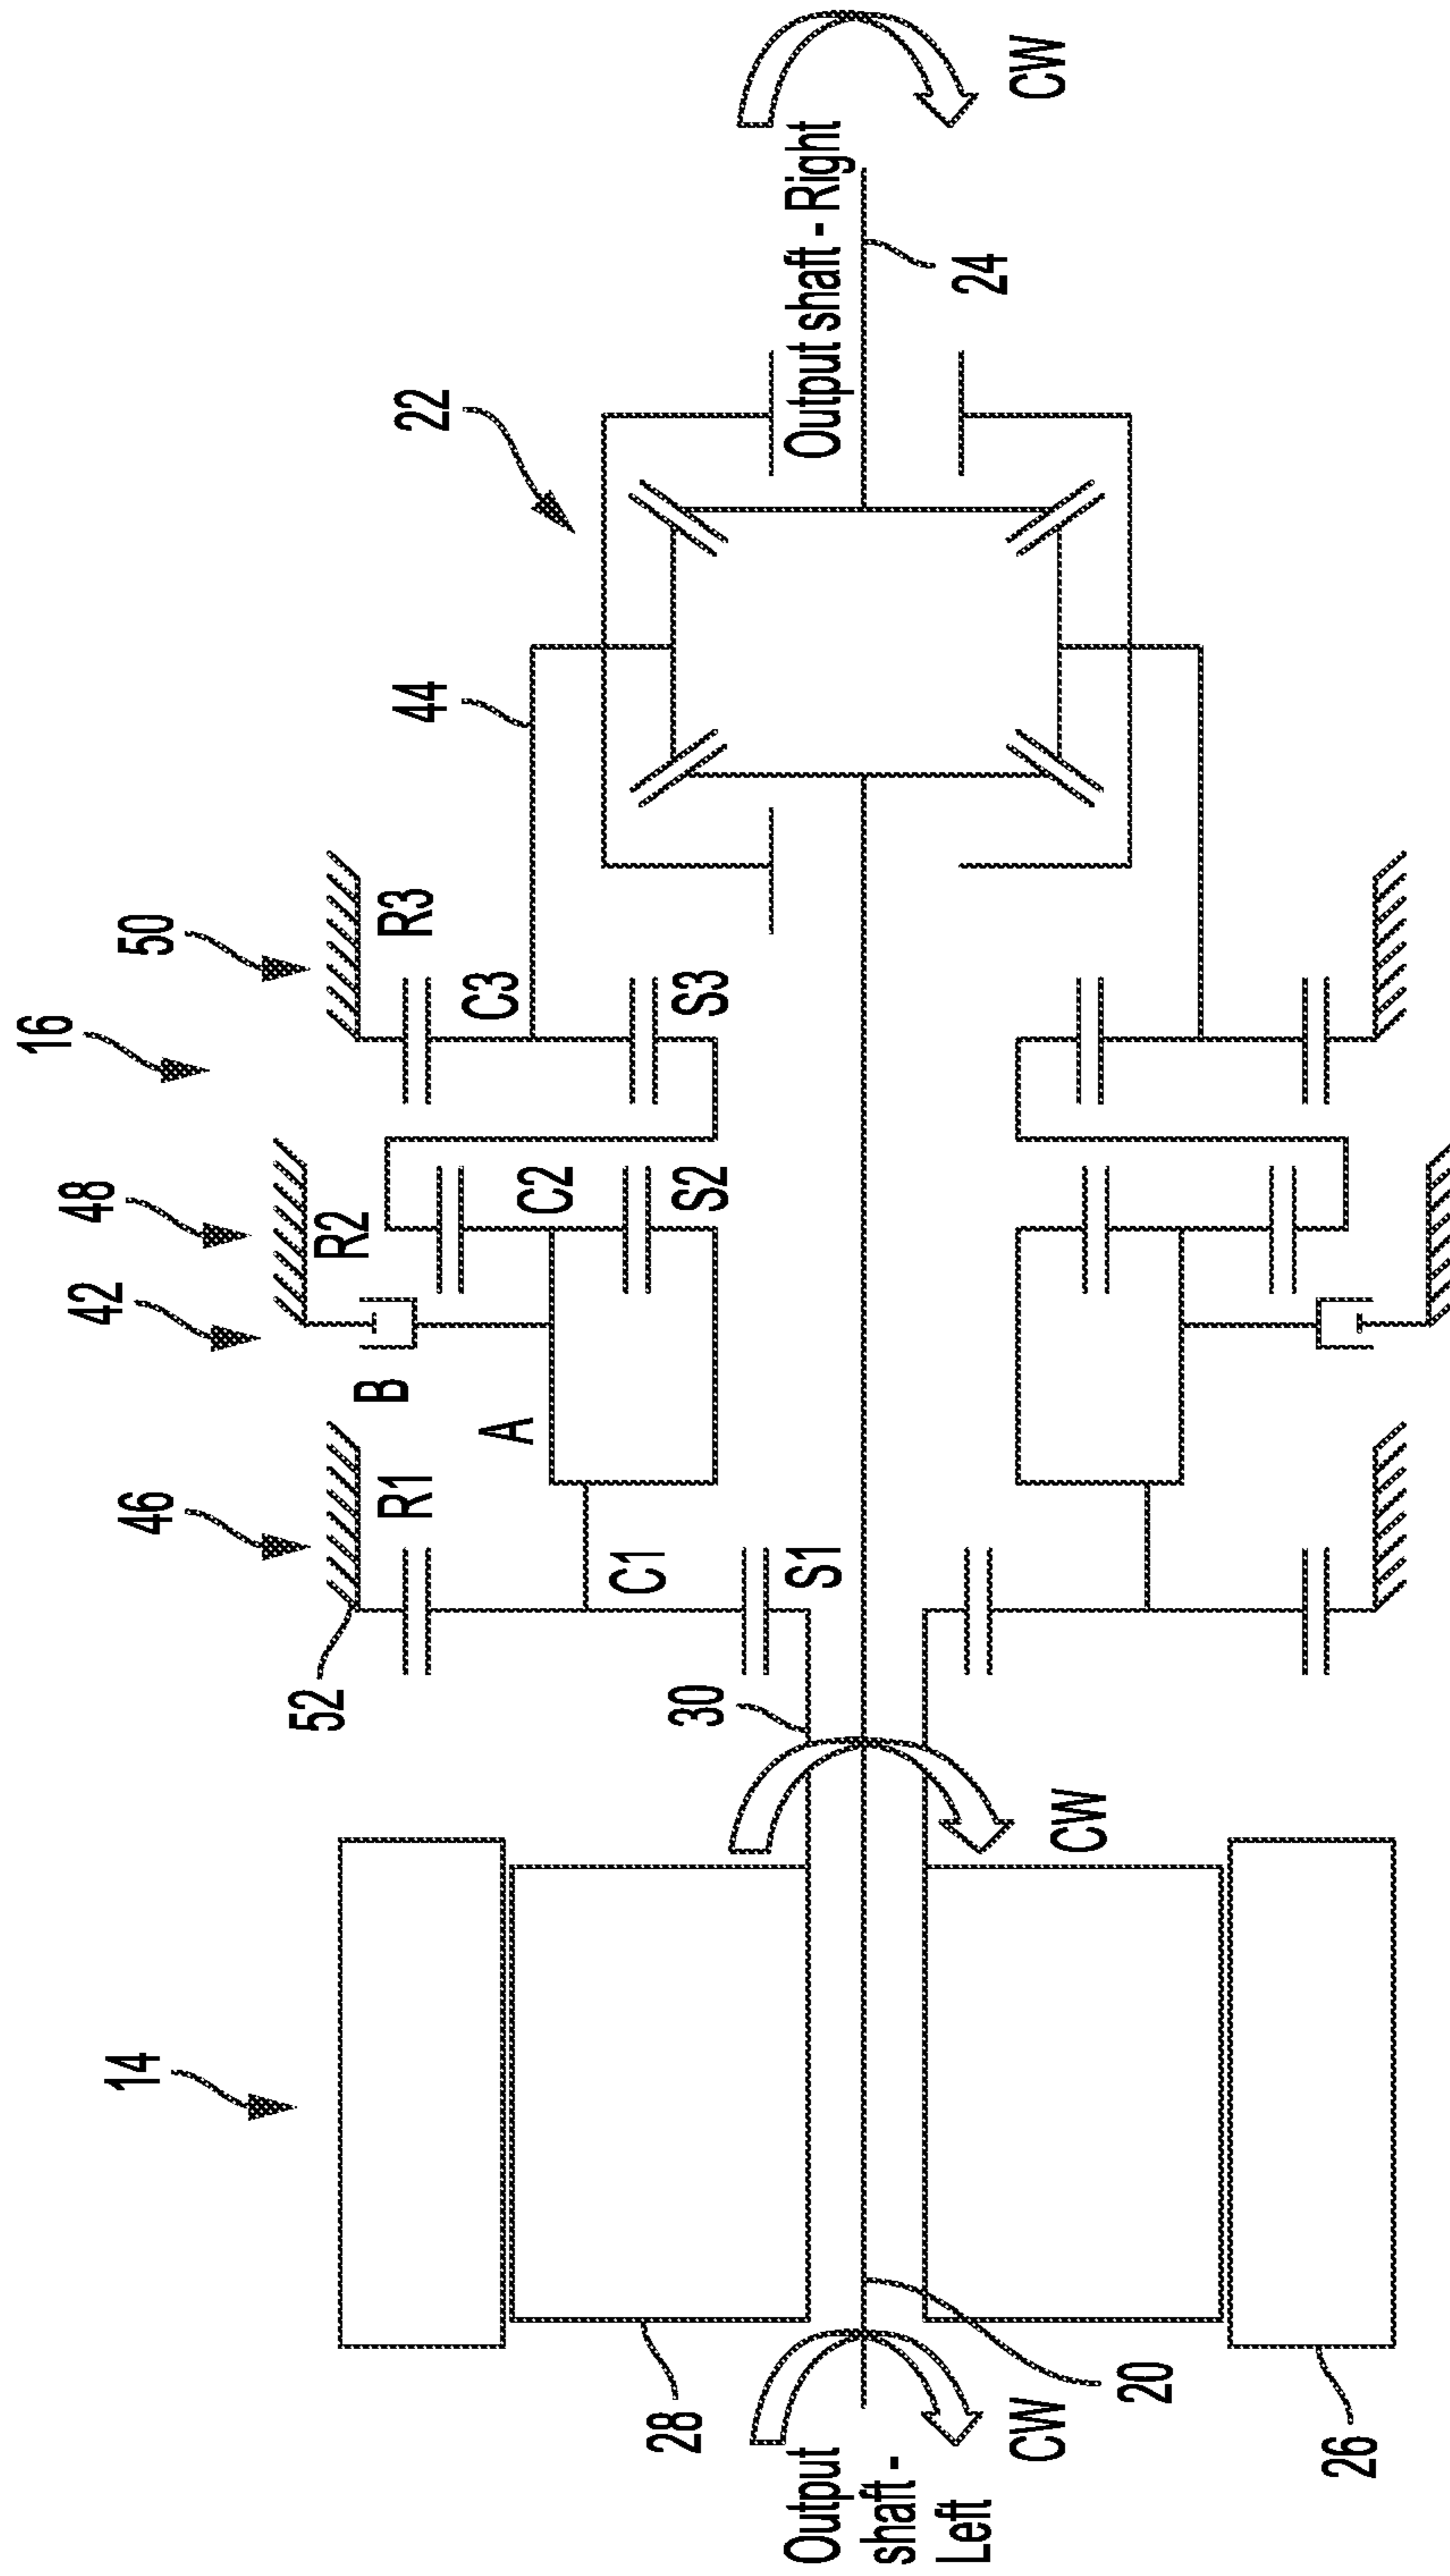 14
28
26
20
Output
shaft -
Left
CW
CW
30
52
46
R1
C1
S1
A
B
42
48
R2
C2
S2
16
50
R3
C3
S3
44
22
Output shaft - Right
24
CW